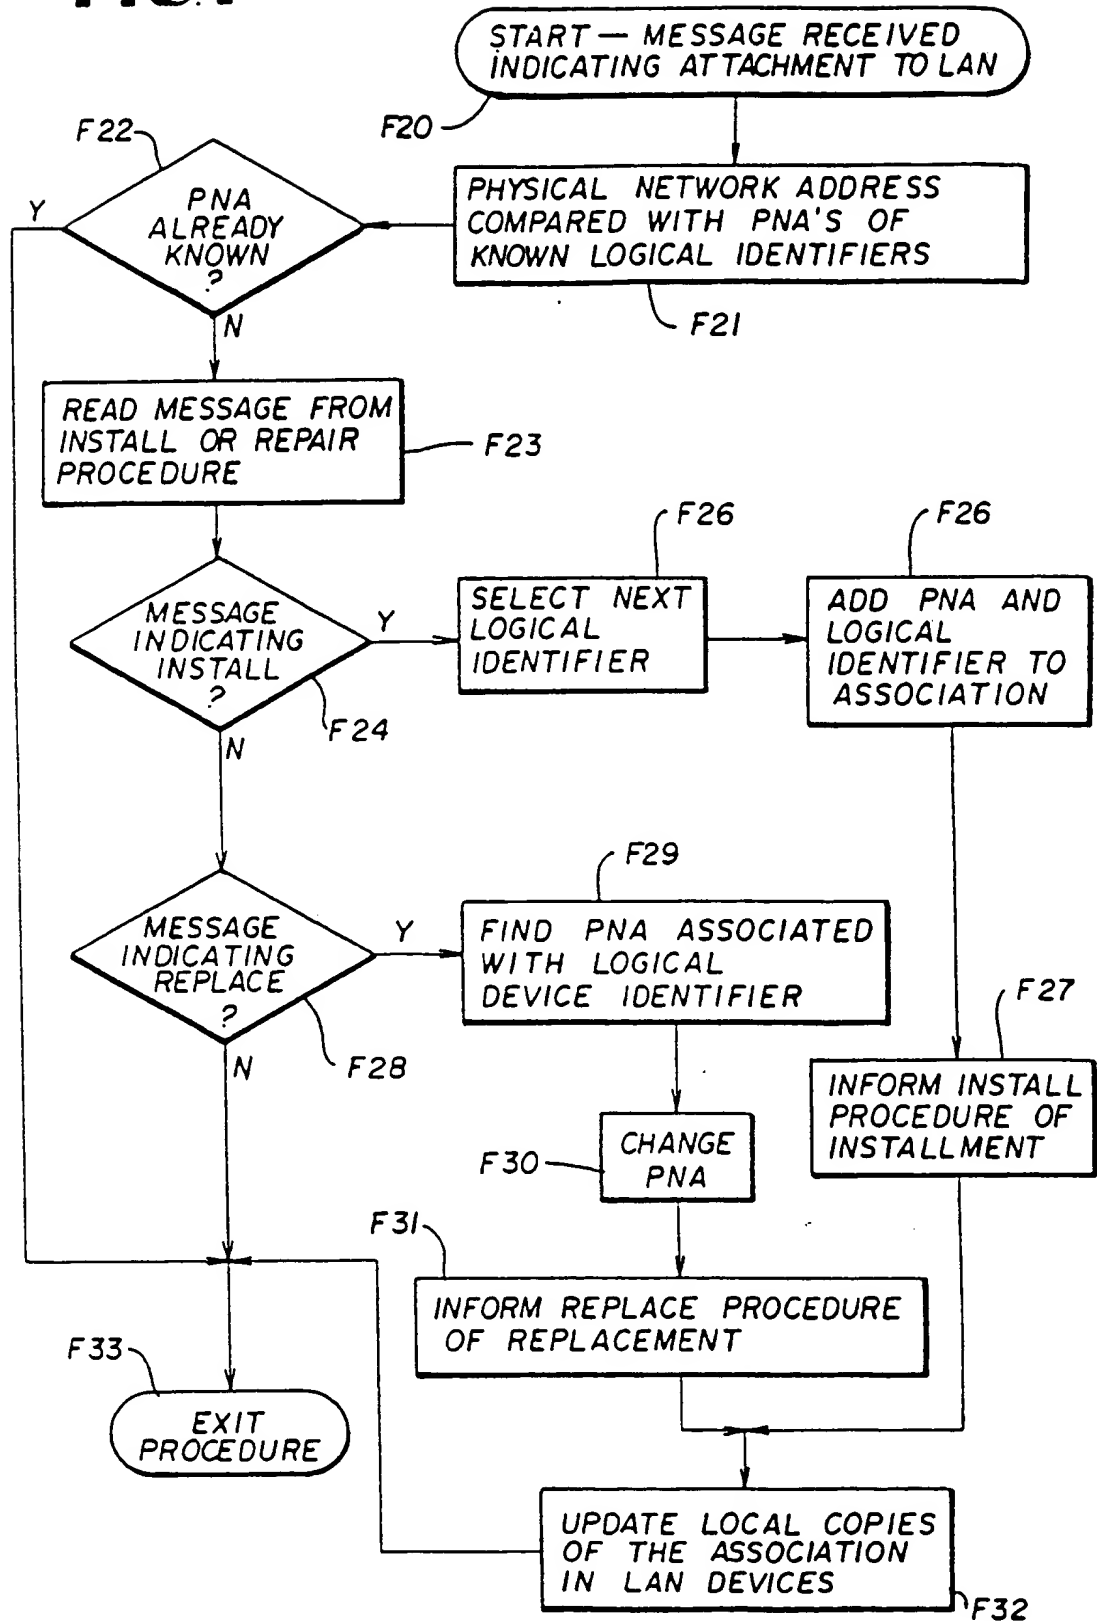 START — MESSAGE RECEIVED
INDICATING ATTACHMENT TO LAN
F20
F22
PNA
ALREADY
KNOWN
?
Y
N
PHYSICAL NETWORK ADDRESS
COMPARED WITH PNA'S OF
KNOWN LOGICAL IDENTIFIERS
F21
READ MESSAGE FROM
INSTALL OR REPAIR
PROCEDURE
F23
MESSAGE
INDICATING
INSTALL
?
Y
F24
N
F26
SELECT NEXT
LOGICAL
IDENTIFIER
F26
ADD PNA AND
LOGICAL
IDENTIFIER TO
ASSOCIATION
MESSAGE
INDICATING
REPLACE
?
Y
F28
N
F29
FIND PNA ASSOCIATED
WITH LOGICAL
DEVICE IDENTIFIER
F27
INFORM INSTALL
PROCEDURE OF
INSTALLMENT
F30
CHANGE
PNA
F31
INFORM REPLACE PROCEDURE
OF REPLACEMENT
F33
EXIT
PROCEDURE
UPDATE LOCAL COPIES
OF THE ASSOCIATION
IN LAN DEVICES
F32